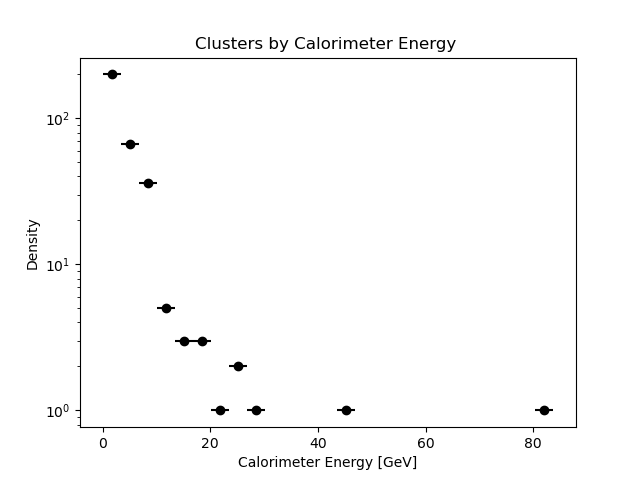 Clusters by Calorimeter Energy
Density
10²
10¹
10⁰
0 20 40 60 80
Calorimeter Energy [GeV]